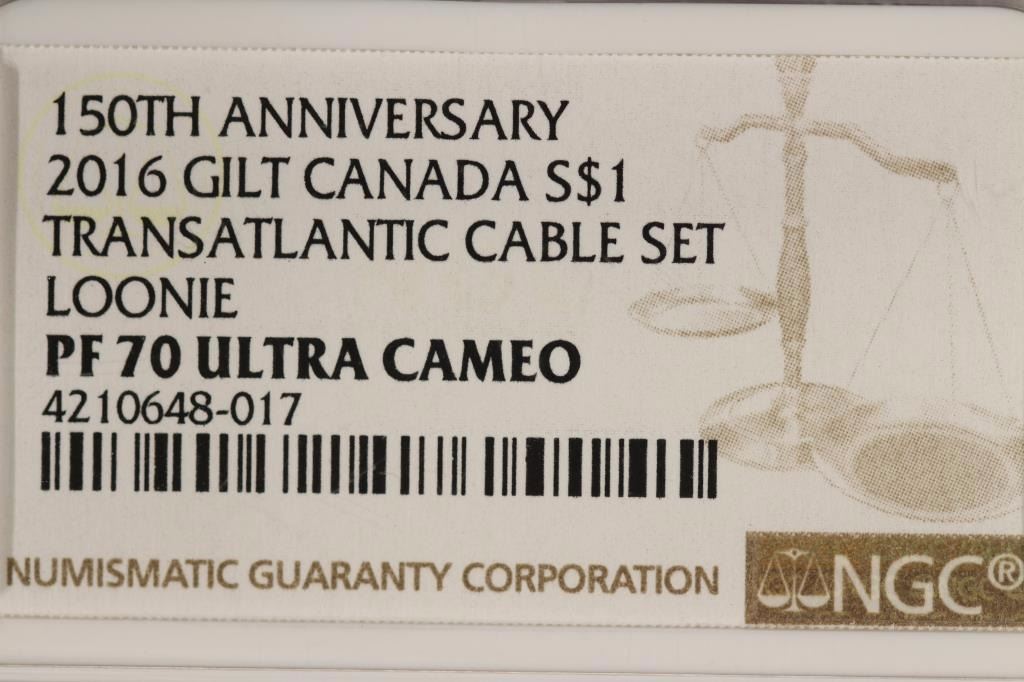 150TH ANNIVERSARY
2016 GILT CANADA S$1
TRANSATLANTIC CABLE SET
LOONIE
PF 70 ULTRA CAMEO
4210648-017
NUMISMATIC GUARANTY CORPORATION
NGC®